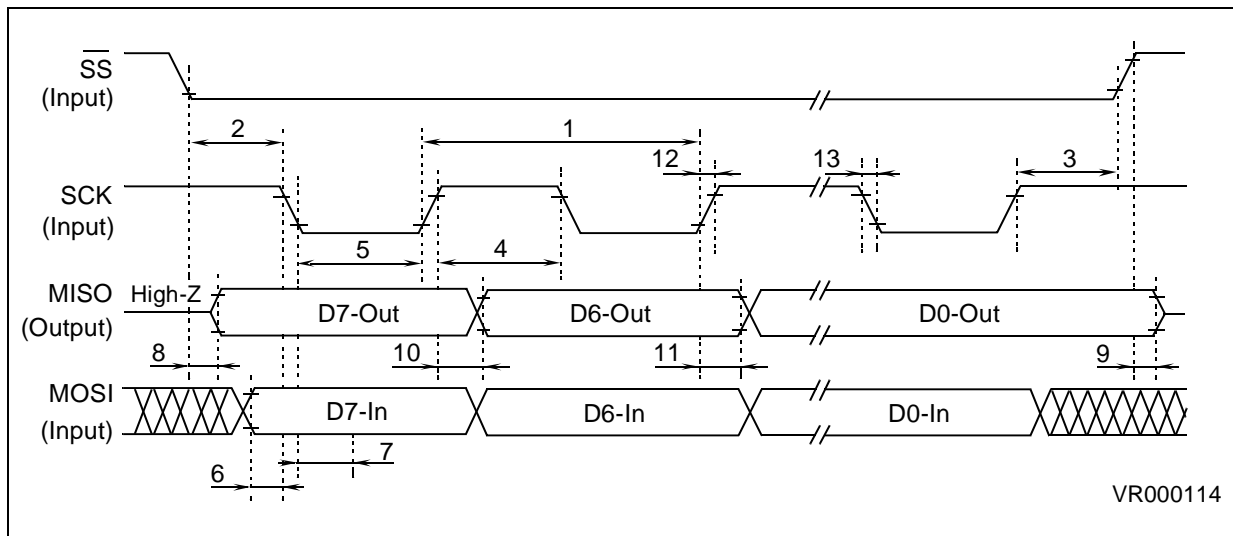 SS
(Input)
2
1
12
13
3
SCK
(Input)
5
4
MISO
High-Z
(Output)
D7-Out
D6-Out
D0-Out
8
10
11
9
MOSI
(Input)
D7-In
D6-In
D0-In
7
6
VR000114